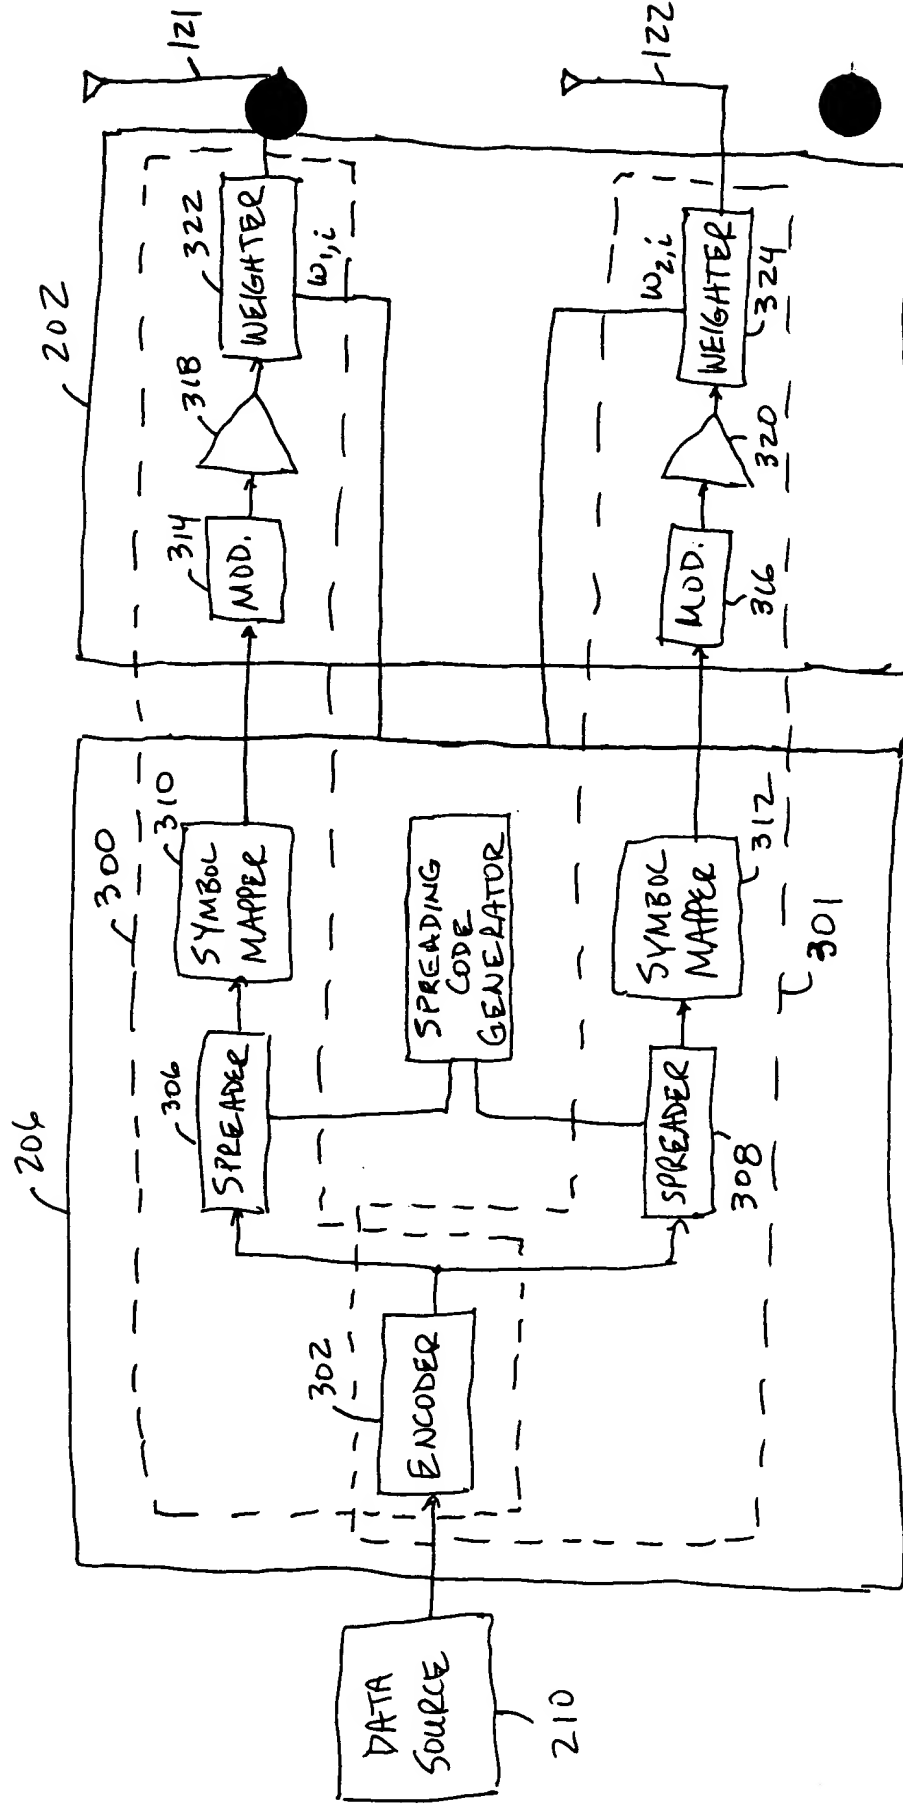 206
300
202
DATA
SOURCE
210
302
ENCODER
306
SPREADER
310
SYMBOL
MAPPER
314
MOD.
318
322
WEIGHTER
W1,i
121
SPREADING
CODE
GENERATOR
308
SPREADER
312
SYMBOL
MAPPER
316
MOD.
320
324
WEIGHTER
W2,i
122
301